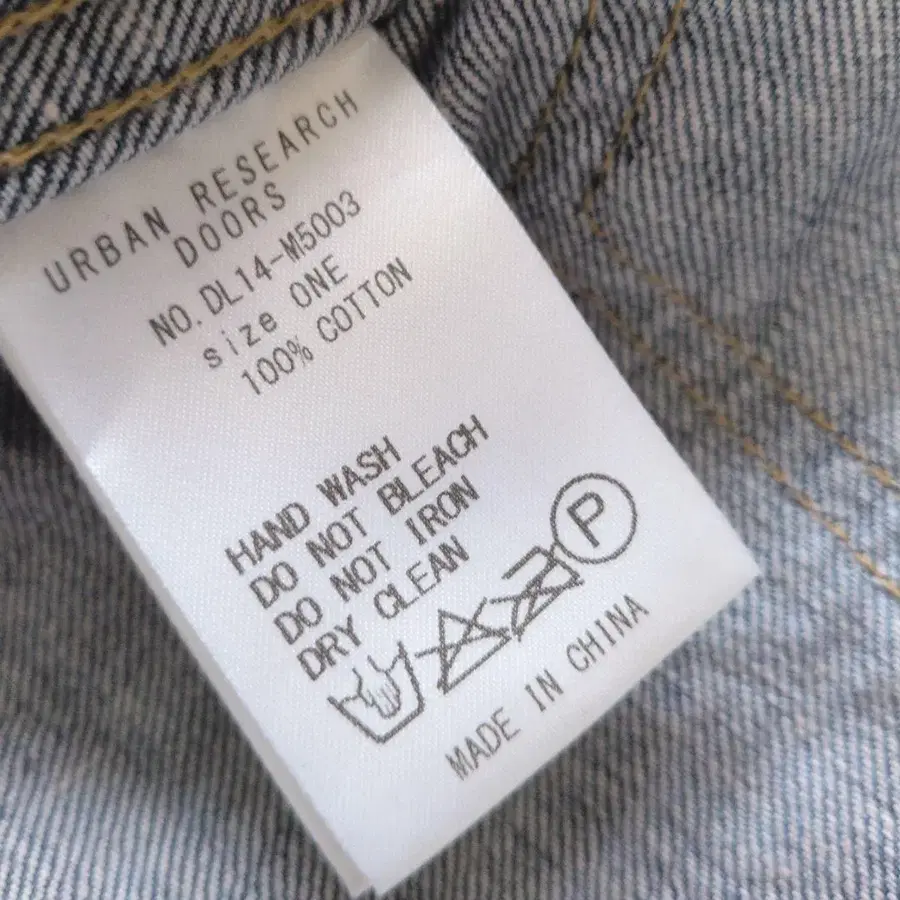 URBAN RESEARCH
DOORS
NO. DL14-M5003
size ONE
100% COTTON
HAND WASH
DO NOT BLEACH
DO NOT IRON
DRY CLEAN
P
MADE IN CHINA